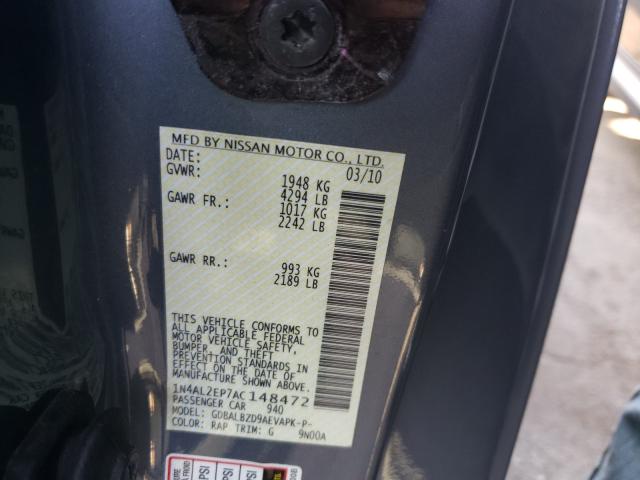 MFD BY NISSAN MOTOR CO., LTD.
DATE: 03/10
GVWR: 1948 KG
4294 LB
GAWR FR.: 1017 KG
2242 LB
GAWR RR.: 993 KG
2189 LB
THIS VEHICLE CONFORMS TO
ALL APPLICABLE FEDERAL
MOTOR VEHICLE SAFETY,
BUMPER, AND THEFT
PREVENTION STANDARDS IN
EFFECT ON THE DATE OF
MANUFACTURE SHOWN ABOVE.
1N4AL2EP7AC148472
PASSENGER CAR 940
MODEL: GDBALBZD9AEVAPK-P-
COLOR: RAP TRIM: G 9N00A
PSI
PSI